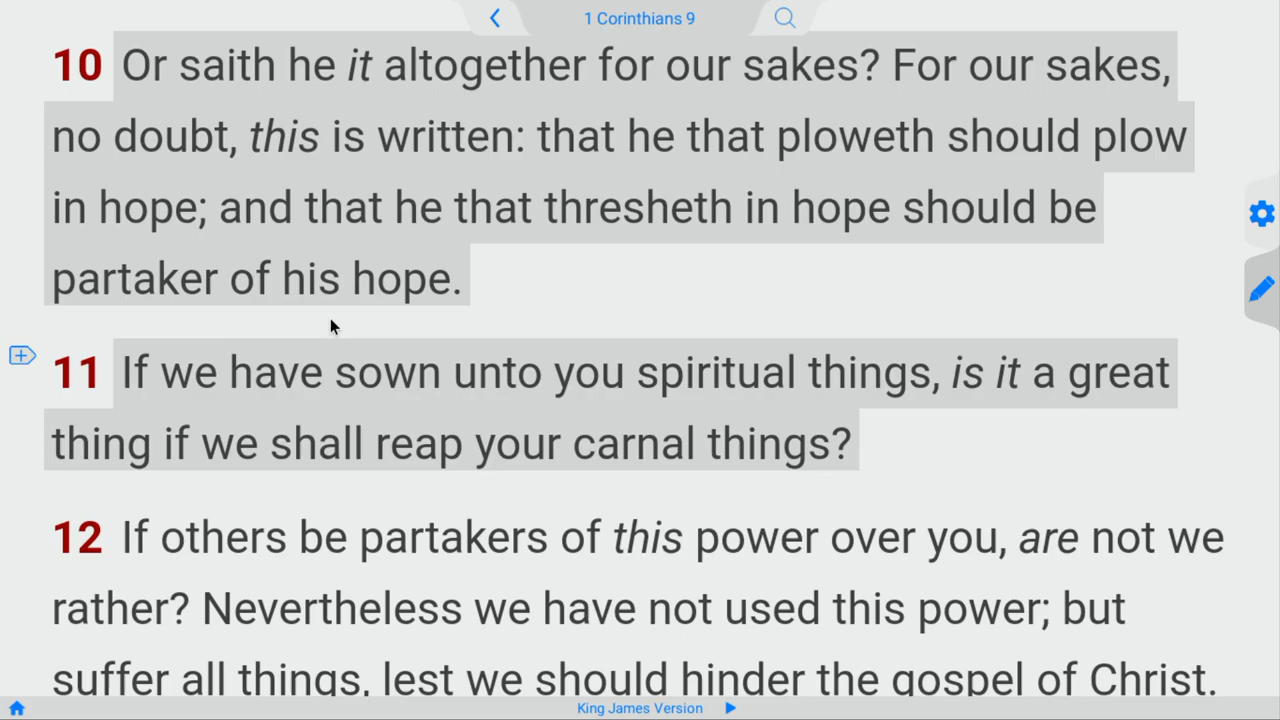 1 Corinthians 9
10 Or saith he it altogether for our sakes? For our sakes,
no doubt, this is written: that he that ploweth should plow
in hope; and that he that thresheth in hope should be
partaker of his hope.
11 If we have sown unto you spiritual things, is it a great
thing if we shall reap your carnal things?
12 If others be partakers of this power over you, are not we
rather? Nevertheless we have not used this power; but
suffer all things, lest we should hinder the gospel of Christ.
King James Version